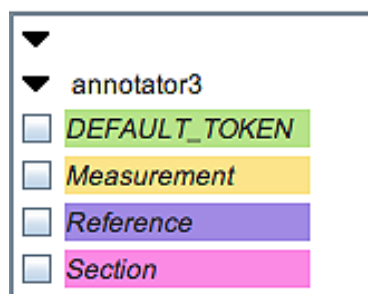 annotator3
DEFAULT_TOKEN
Measurement
Reference
Section